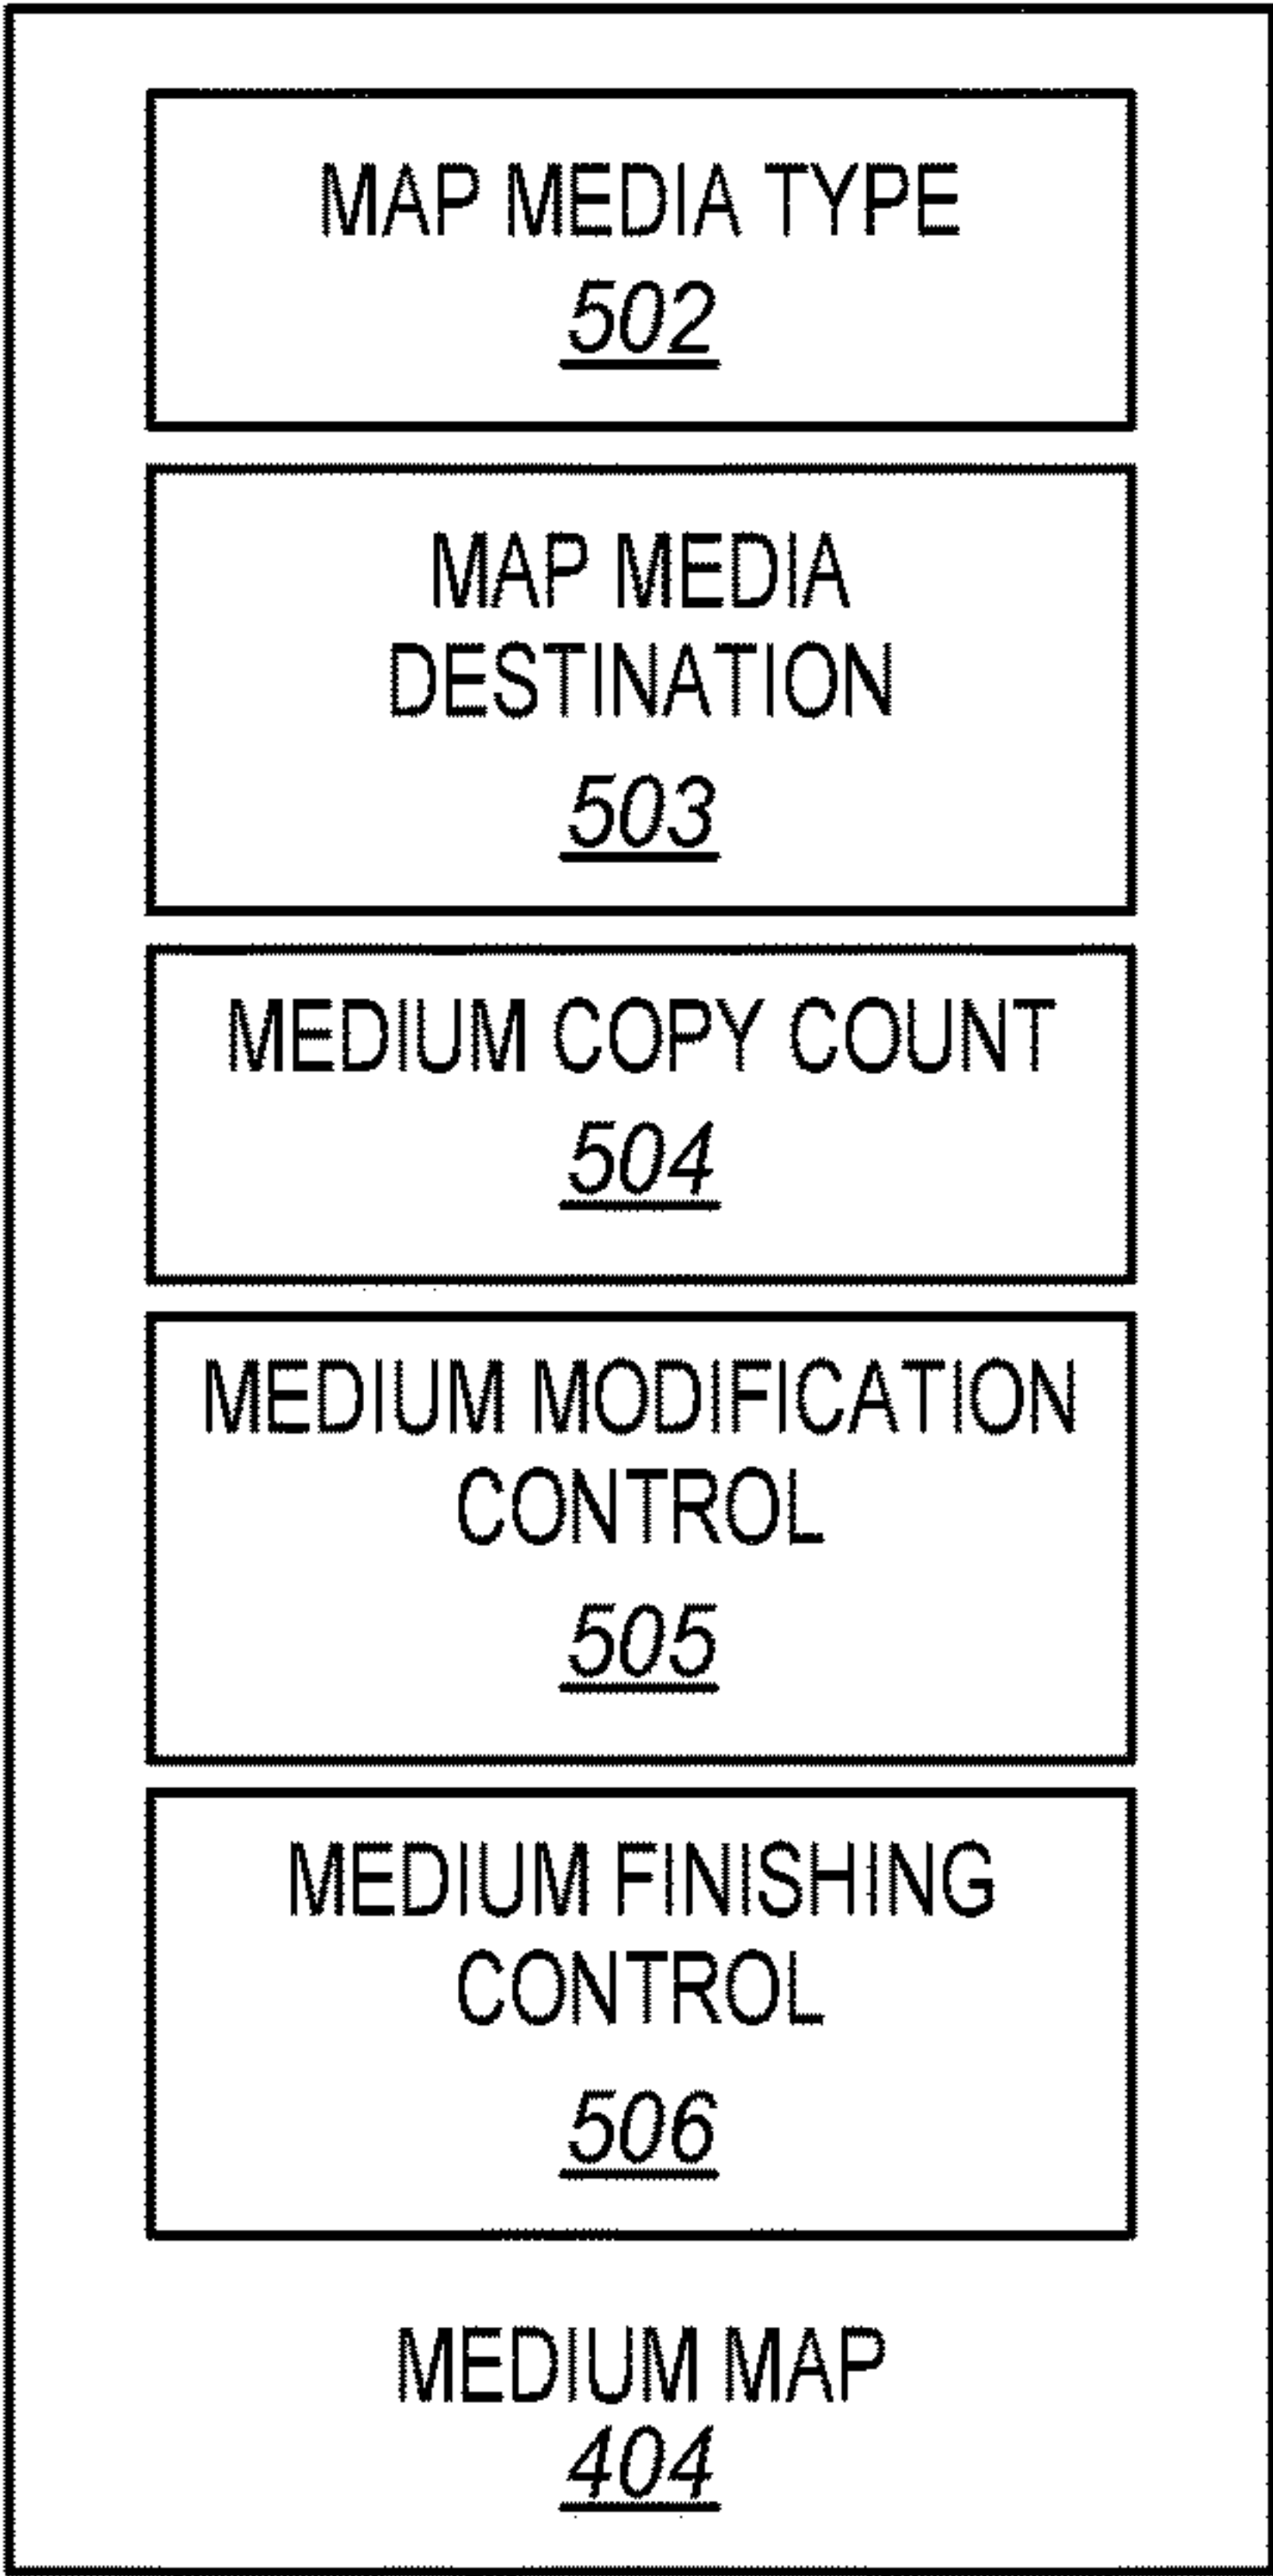 MAP MEDIA TYPE
502
MAP MEDIA
DESTINATION
503
MEDIUM COPY COUNT
504
MEDIUM MODIFICATION
CONTROL
505
MEDIUM FINISHING
CONTROL
506
MEDIUM MAP
404